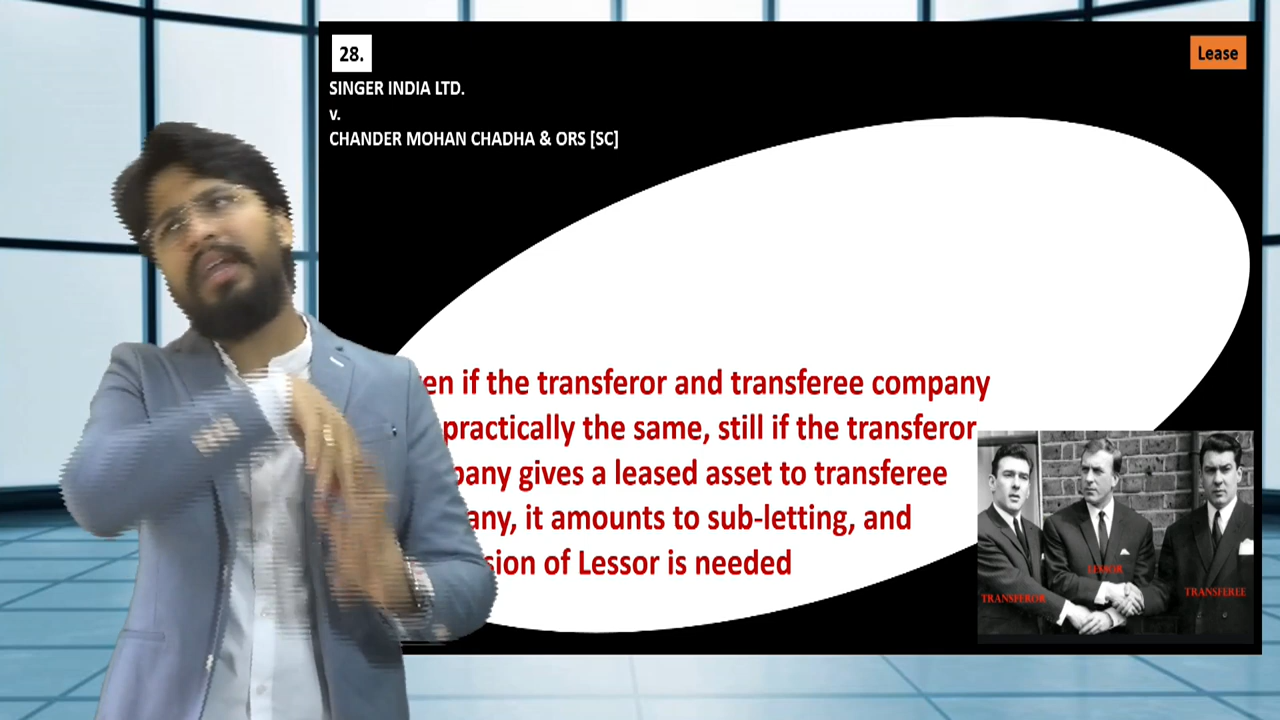 28.
Lease
SINGER INDIA LTD.
v.
CHANDER MOHAN CHADHA & ORS [SC]
en if the transferor and transferee company
practically the same, still if the transferor
pany gives a leased asset to transferee
any, it amounts to sub-letting, and
sion of Lessor is needed
LESSOR
TRANSFEROR
TRANSFEREE